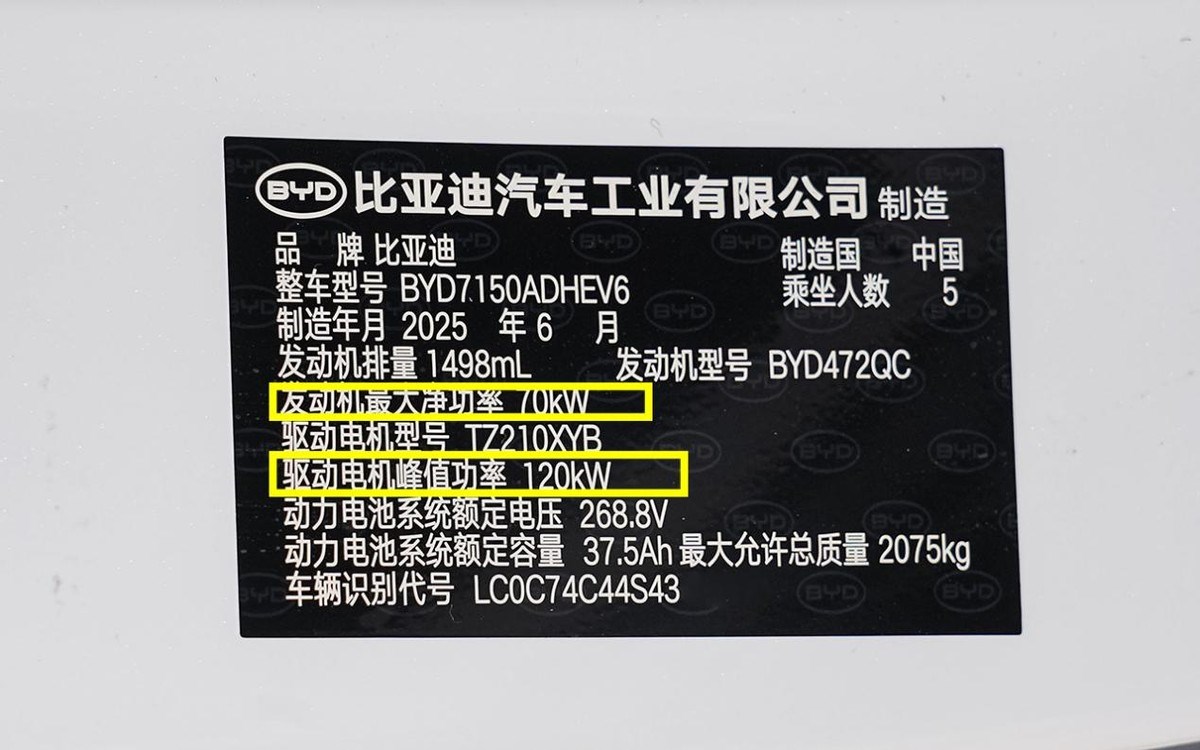 BYD 比亚迪汽车工业有限公司 制造
品 牌 比亚迪 制造国 中国
整车型号 BYD7150ADHEV6 乘坐人数 5
制造年月 2025 年 6 月
发动机排量 1498mL 发动机型号 BYD472QC
发动机最大净功率 70kW
驱动电机型号 TZ210XYB
驱动电机峰值功率 120kW
动力电池系统额定电压 268.8V
动力电池系统额定容量 37.5Ah 最大允许总质量 2075kg
车辆识别代号 LC0C74C44S43